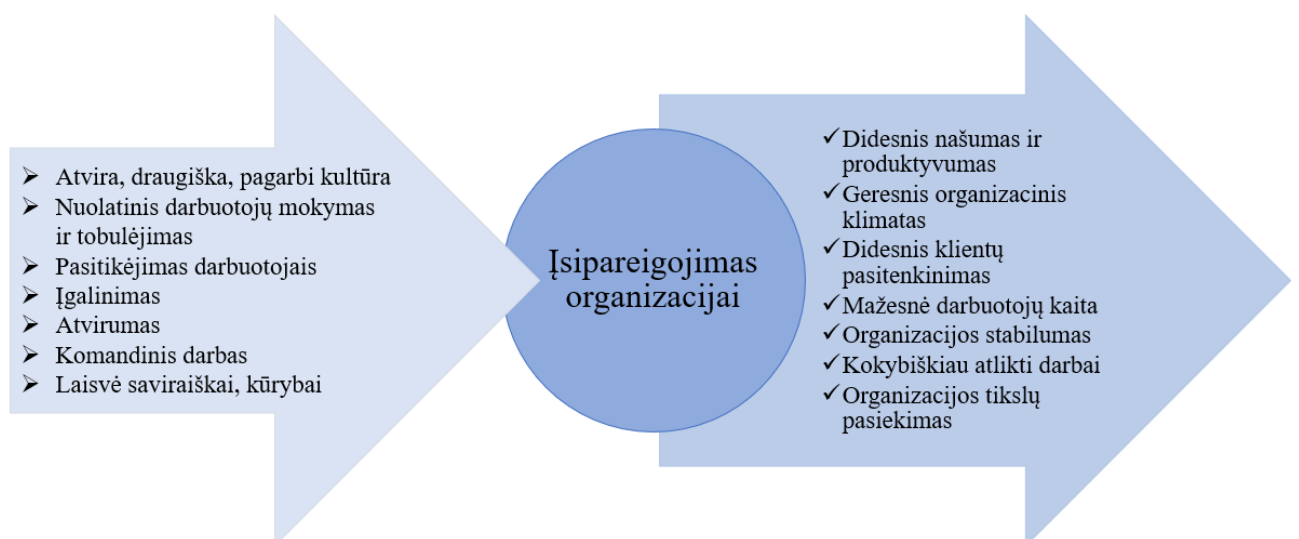 Atvira, draugiška, pagarbi kultūra
Nuolatinis darbuotojų mokymas
ir tobulėjimas
Pasitikėjimas darbuotojais
Įgalinimas
Atvirumas
Komandinis darbas
Laisvė saviraiškai, kūrybai
Įsipareigojimas
organizacijai
Didesnis našumas ir
produktyvumas
Geresnis organizacinis
klimatas
Didesnis klientų
pasitenkinimas
Mažesnė darbuotojų kaita
Organizacijos stabilumas
Kokybiškiau atlikti darbai
Organizacijos tikslų
pasiekimas